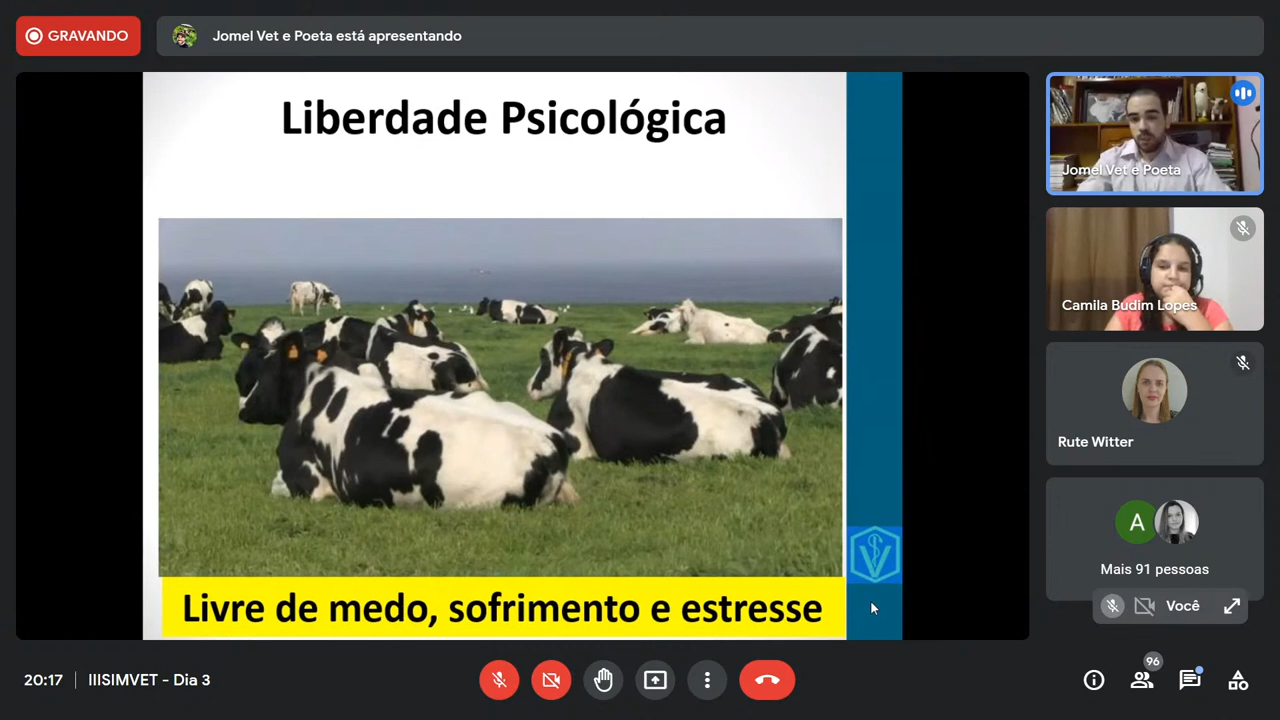 GRAVANDO
Jomel Vet e Poeta está apresentando
Liberdade Psicológica
Livre de medo, sofrimento e estresse
Jomel Vet e Poeta
Camila Budim Lopes
Rute Witter
A
Mais 91 pessoas
Você
20:17
IIISIMVET - Dia 3
96